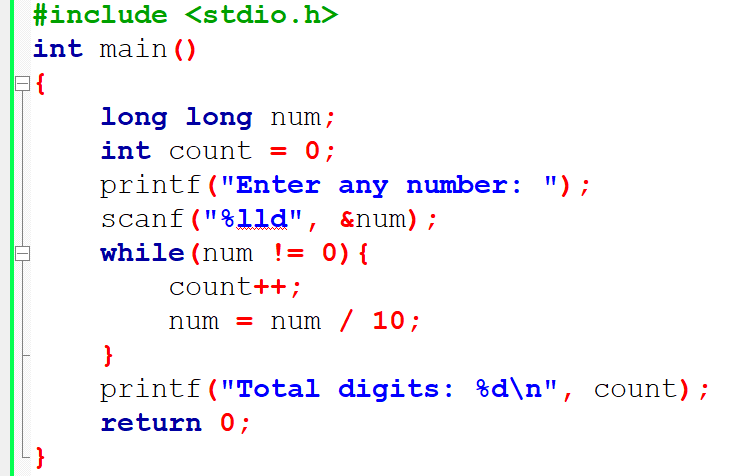 #include <stdio.h>
int main()
{
    long long num;
    int count = 0;
    printf("Enter any number: ");
    scanf("%lld", &num);
    while(num != 0){
        count++;
        num = num / 10;
    }
    printf("Total digits: %d\n", count);
    return 0;
}